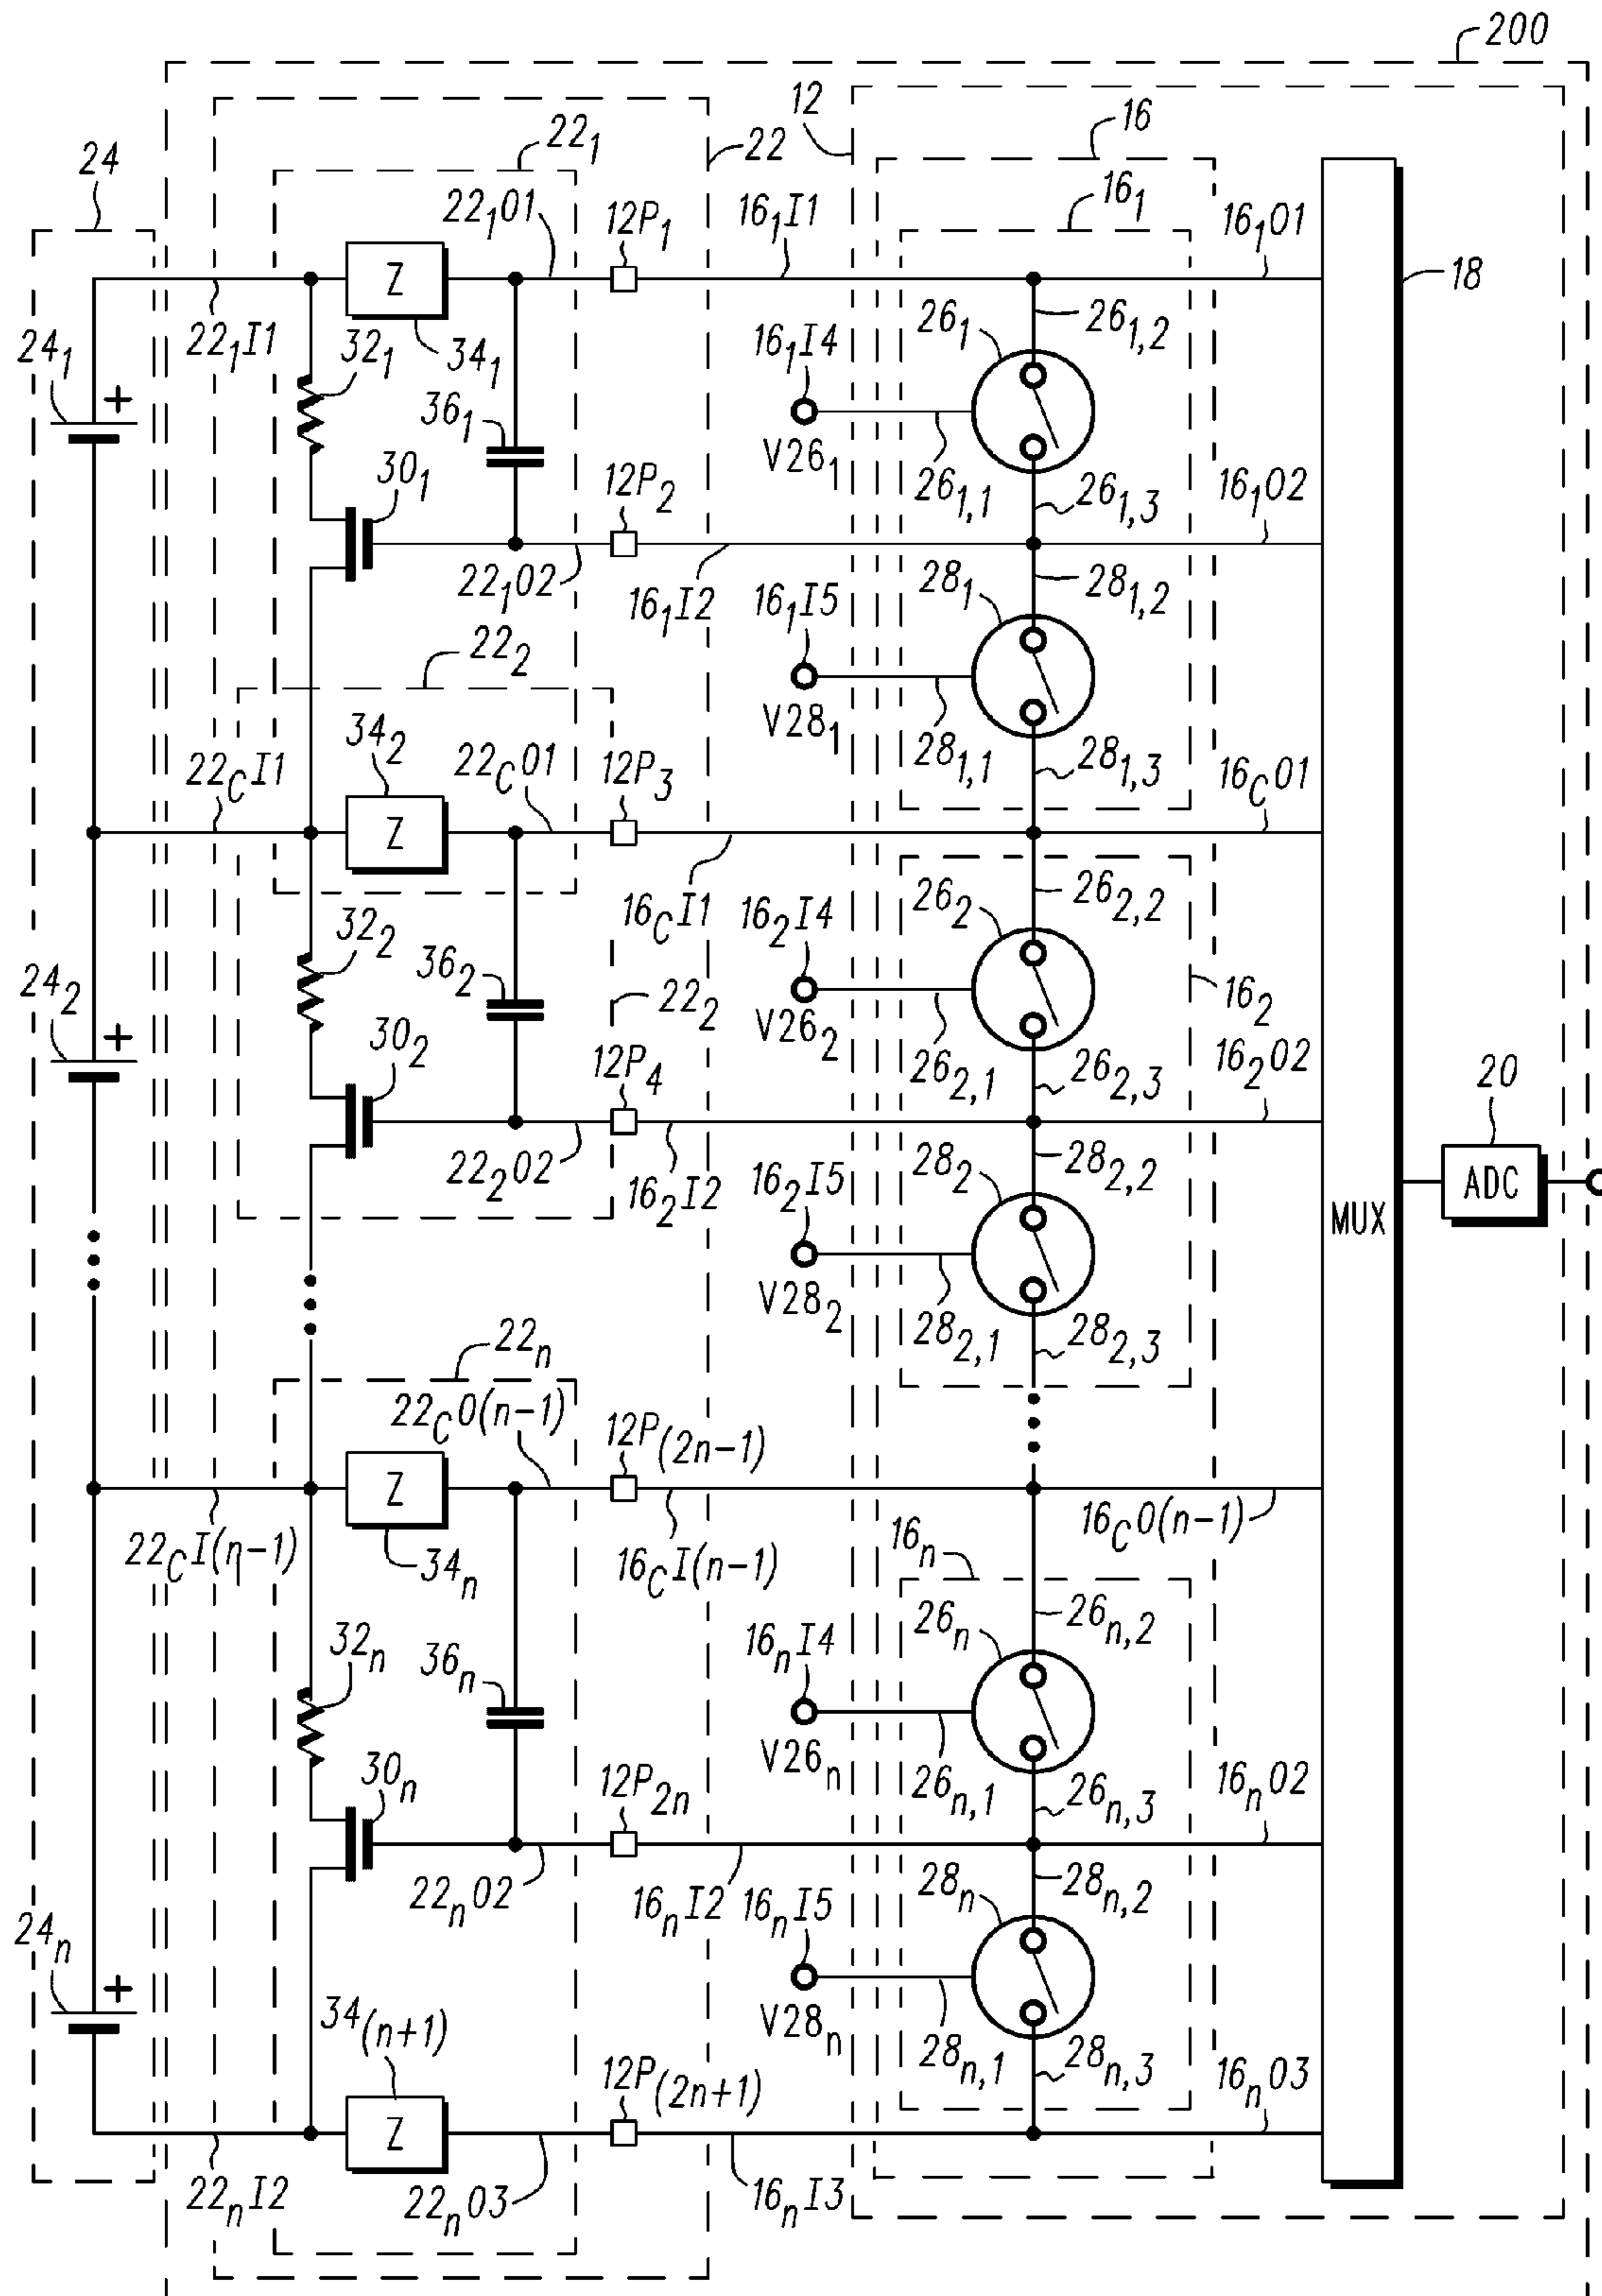 200
12
16
24
22₁
22
16₁
22₁01
12P₁
16₁I1
16₁01
18
Z
24₁
+
22₁I1
32₁
34₁
16₁I4
26₁
26₁,₂
36₁
V26₁
30₁
12P₂
26₁,₁
26₁,₃
16₁02
22₁02
16₁I2
16₁I5
28₁
28₁,₂
22₂
V28₁
34₂
22C01
12P₃
28₁,₁
28₁,₃
16C01
22CI1
Z
16CI1
16₂I4
26₂
26₂,₂
32₂
24₂
36₂
22₂
16₂
+
V26₂
30₂
12P₄
26₂,₁
26₂,₃
16₂02
20
22₂02
16₂I2
16₂I5
28₂
28₂,₂
MUX
ADC
V28₂
28₂,₁
28₂,₃
22ₙ
22C0(n-1)
12P(2n-1)
Z
22CI(n-1)
34ₙ
16CI(n-1)
16ₙ
16C0(n-1)
32ₙ
36ₙ
16ₙI4
26ₙ
26ₙ,₂
V26ₙ
30ₙ
12P₂ₙ
26ₙ,₁
26ₙ,₃
16ₙ02
22ₙ02
16ₙI2
16ₙI5
28ₙ
28ₙ,₂
24ₙ
+
34(n+1)
V28ₙ
12P(2n+1)
28ₙ,₁
28ₙ,₃
16ₙ03
Z
22ₙI2
22ₙ03
16ₙI3